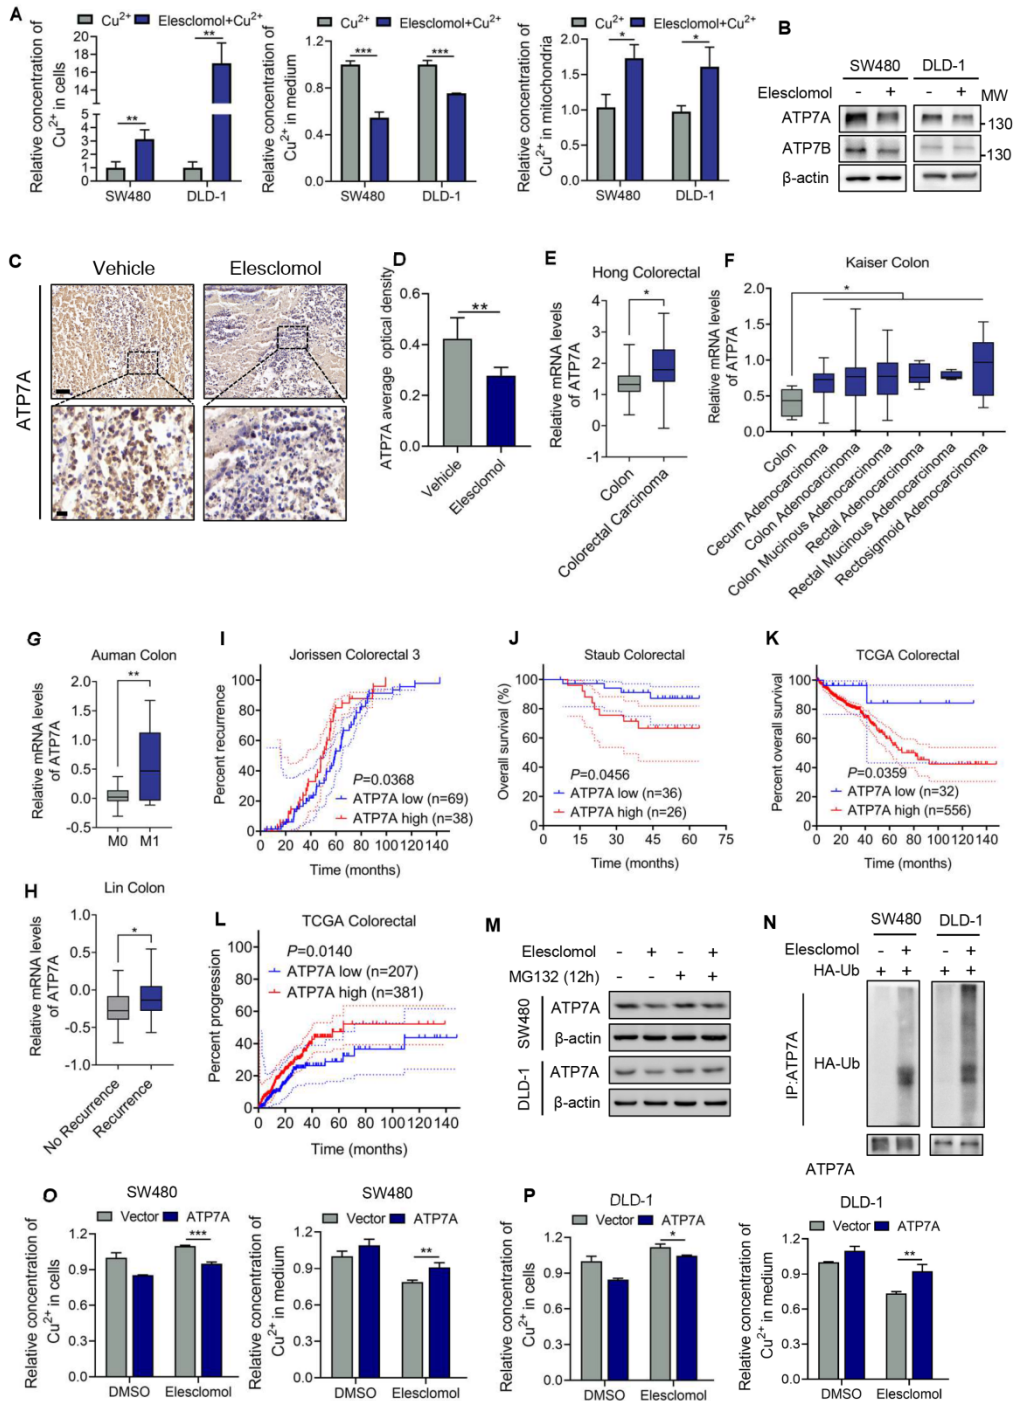 A
Cu²⁺ Elesclomol+Cu²⁺
Relative concentration of
Cu²⁺ in cells
20
18
16
14
12
10
8
6
5
4
3
2
1
0
**
**
SW480 DLD-1
Relative concentration of
Cu²⁺ in medium
1.2
0.8
0.4
0.0
***
***
SW480 DLD-1
Cu²⁺ Elesclomol+Cu²⁺
Relative concentration of
Cu²⁺ in mitochondria
2.0
1.5
1.0
0.5
0.0
*
*
SW480 DLD-1
B
SW480 DLD-1
Elesclomol - + - + MW
ATP7A -130
ATP7B -130
β-actin
C
Vehicle Elesclomol
ATP7A
D
ATP7A average optical density
0.6
0.4
0.2
0.0
**
Vehicle
Elesclomol
E
Hong Colorectal
Relative mRNA levels
of ATP7A
4
3
2
1
0
-1
*
Colon
Colorectal Carcinoma
F
Kaiser Colon
Relative mRNA levels
of ATP7A
2.0
1.5
1.0
0.5
0.0
*
Colon
Cecum Adenocarcinoma
Colon Adenocarcinoma
Colon Mucinous Adenocarcinoma
Rectal Adenocarcinoma
Rectal Mucinous Adenocarcinoma
Rectosigmoid Adenocarcinoma
G
Auman Colon
Relative mRNA levels
of ATP7A
2.0
1.5
1.0
0.5
0.0
-0.5
**
M0 M1
H
Lin Colon
Relative mRNA levels
of ATP7A
1.0
0.5
0.0
-0.5
-1.0
*
No Recurrence
Recurrence
I
Jorissen Colorectal 3
Percent recurrence
100
80
60
40
20
0
P=0.0368
ATP7A low (n=69)
ATP7A high (n=38)
0 20 40 60 80 100 120 140
Time (months)
J
Staub Colorectal
Overall survival (%)
100
80
60
40
20
0
P=0.0456
ATP7A low (n=36)
ATP7A high (n=26)
0 15 30 45 60 75
Time (months)
K
TCGA Colorectal
Percent overall survival
100
80
60
40
20
0
P=0.0359
ATP7A low (n=32)
ATP7A high (n=556)
0 20 40 60 80 100 120 140
Time (months)
L
TCGA Colorectal
Percent progression
100
80
60
40
20
0
P=0.0140
ATP7A low (n=207)
ATP7A high (n=381)
0 20 40 60 80 100 120 140
Time (months)
M
Elesclomol - + - +
MG132 (12h) - - + +
SW480
ATP7A
β-actin
DLD-1
ATP7A
β-actin
N
SW480 DLD-1
Elesclomol - + - +
HA-Ub + + + +
IP:ATP7A
HA-Ub
ATP7A
O
SW480
Vector ATP7A
Relative concentration of
Cu²⁺ in cells
1.2
0.9
0.6
0.3
0.0
***
DMSO Elesclomol
SW480
Vector ATP7A
Relative concentration of
Cu²⁺ in medium
1.2
0.9
0.6
0.3
0.0
**
DMSO Elesclomol
P
DLD-1
Vector ATP7A
Relative concentration of
Cu²⁺ in cells
1.2
0.9
0.6
0.3
0.0
*
DMSO Elesclomol
DLD-1
Vector ATP7A
Relative concentration of
Cu²⁺ in medium
1.2
0.9
0.6
0.3
0.0
**
DMSO Elesclomol